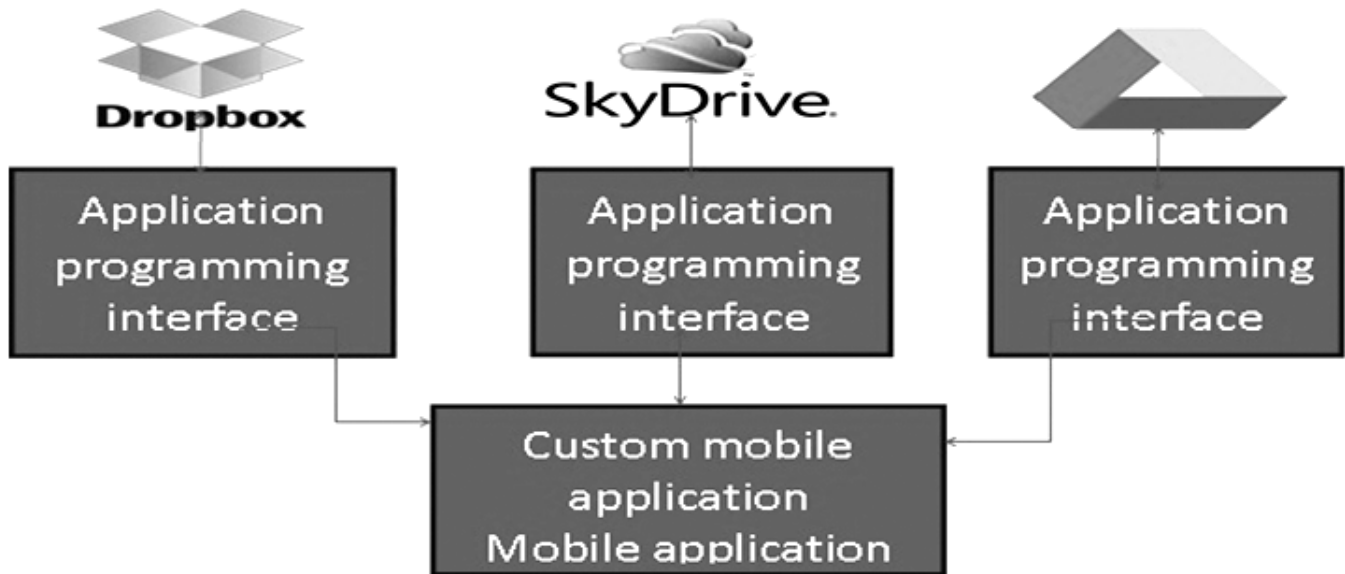 Dropbox
SkyDrive.
Application
programming
interface
Application
programming
interface
Application
programming
interface
Custom mobile
application
Mobile application